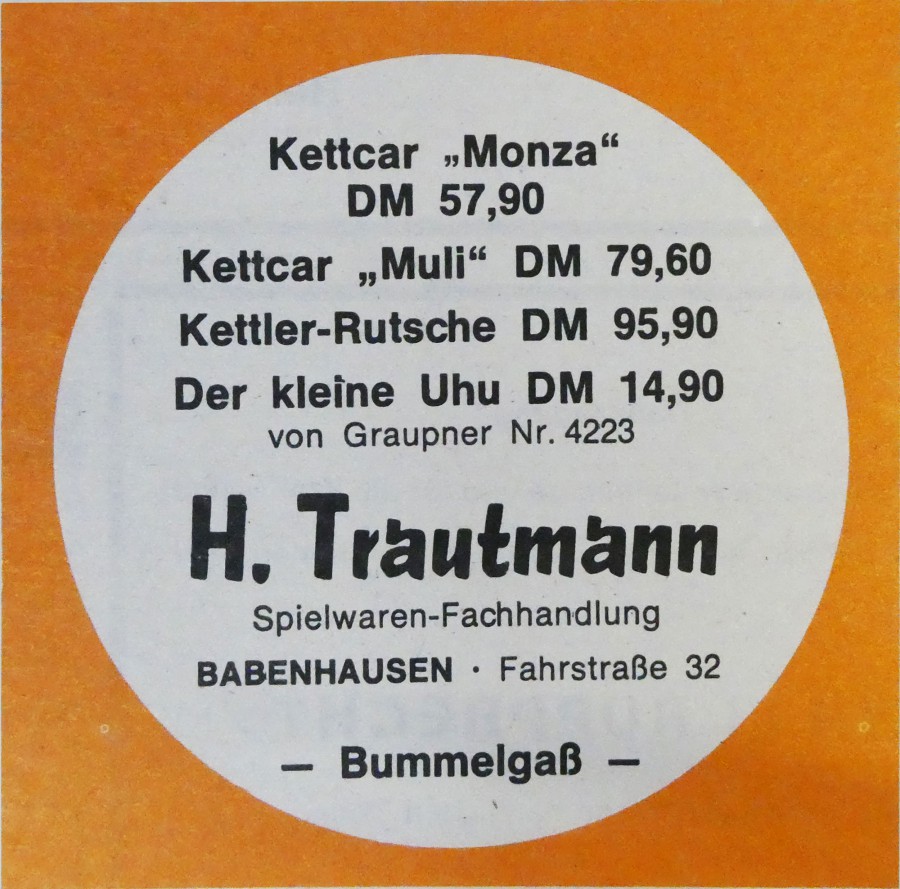 Kettcar „Monza“
DM 57,90
Kettcar „Muli“ DM 79,60
Kettler-Rutsche DM 95,90
Der kleine Uhu DM 14,90
von Graupner Nr. 4223
H. Trautmann
Spielwaren-Fachhandlung
BABENHAUSEN · Fahrstraße 32
— Bummelgaß —